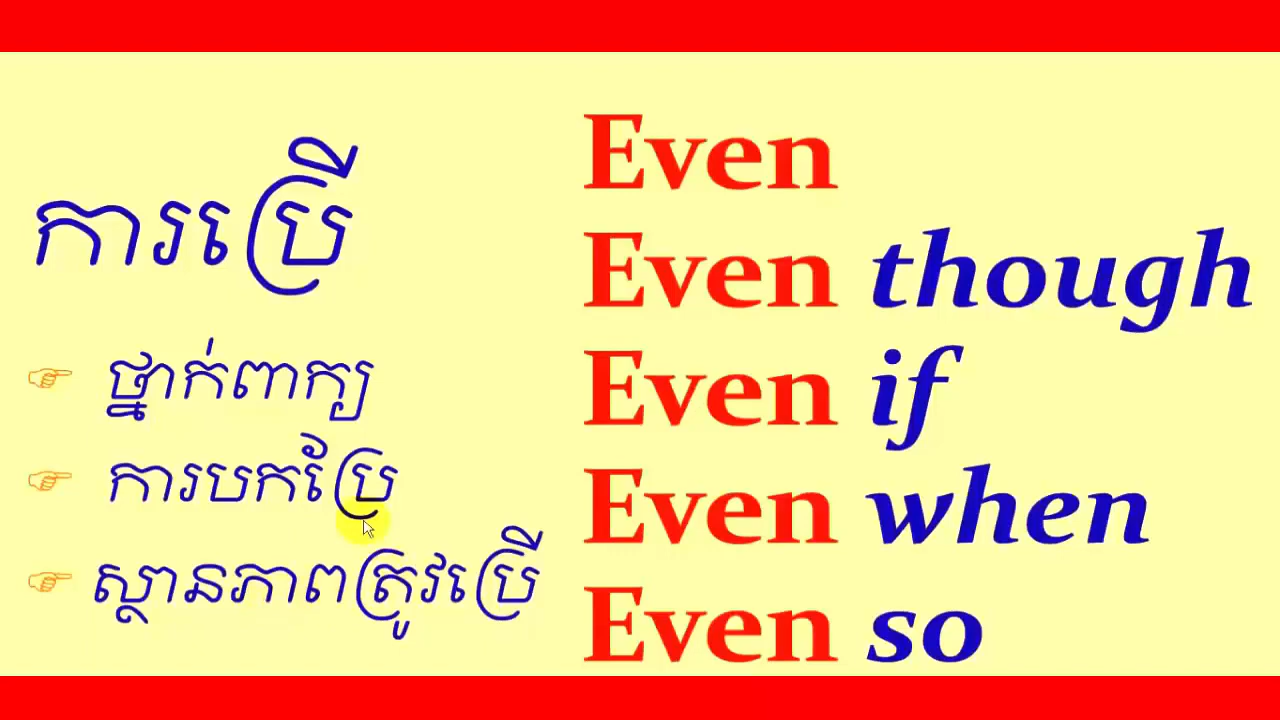 ការប្រើ
ថ្នាក់ពាក្យ
ការបកប្រែ
ស្ថានភាពត្រូវប្រើ
Even
Even though
Even if
Even when
Even so